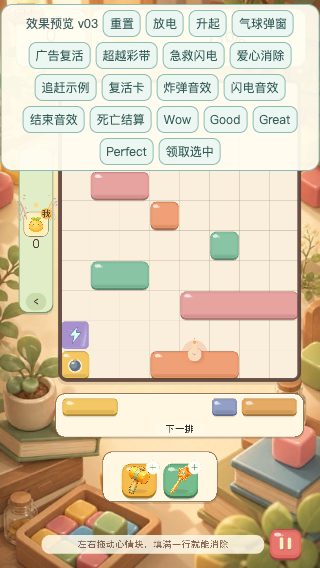 效果预览 v03 重置 放电 升起 气球弹窗
广告复活 超越彩带 急救闪电 爱心消除
追赶示例 复活卡 炸弹音效 闪电音效
结束音效 死亡结算 Wow Good Great
Perfect 领取选中
我
0
<
下一排
左右拖动心情块，填满一行就能消除